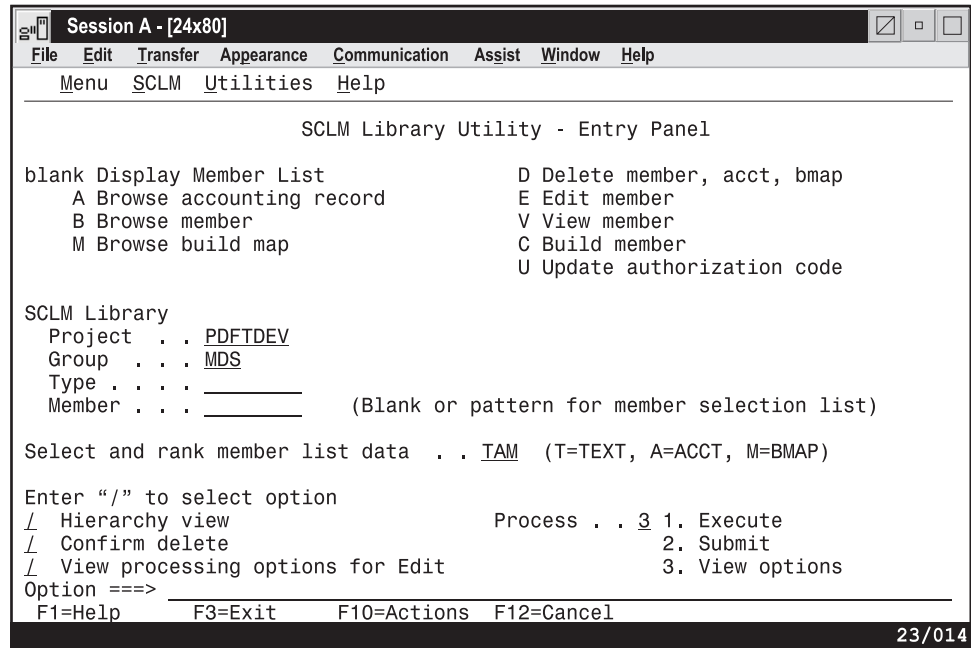 Session A - [24x80]
File Edit Transfer Appearance Communication Assist Window Help
Menu SCLM Utilities Help
SCLM Library Utility - Entry Panel
blank Display Member List D Delete member, acct, bmap
A Browse accounting record E Edit member
B Browse member V View member
M Browse build map C Build member
U Update authorization code
SCLM Library
Project . . PDFTDEV
Group . . . MDS
Type . . . .
Member . . . (Blank or pattern for member selection list)
Select and rank member list data . . TAM (T=TEXT, A=ACCT, M=BMAP)
Enter “/” to select option
/ Hierarchy view Process . . 3 1. Execute
/ Confirm delete 2. Submit
/ View processing options for Edit 3. View options
Option ===>
F1=Help F3=Exit F10=Actions F12=Cancel
23/014